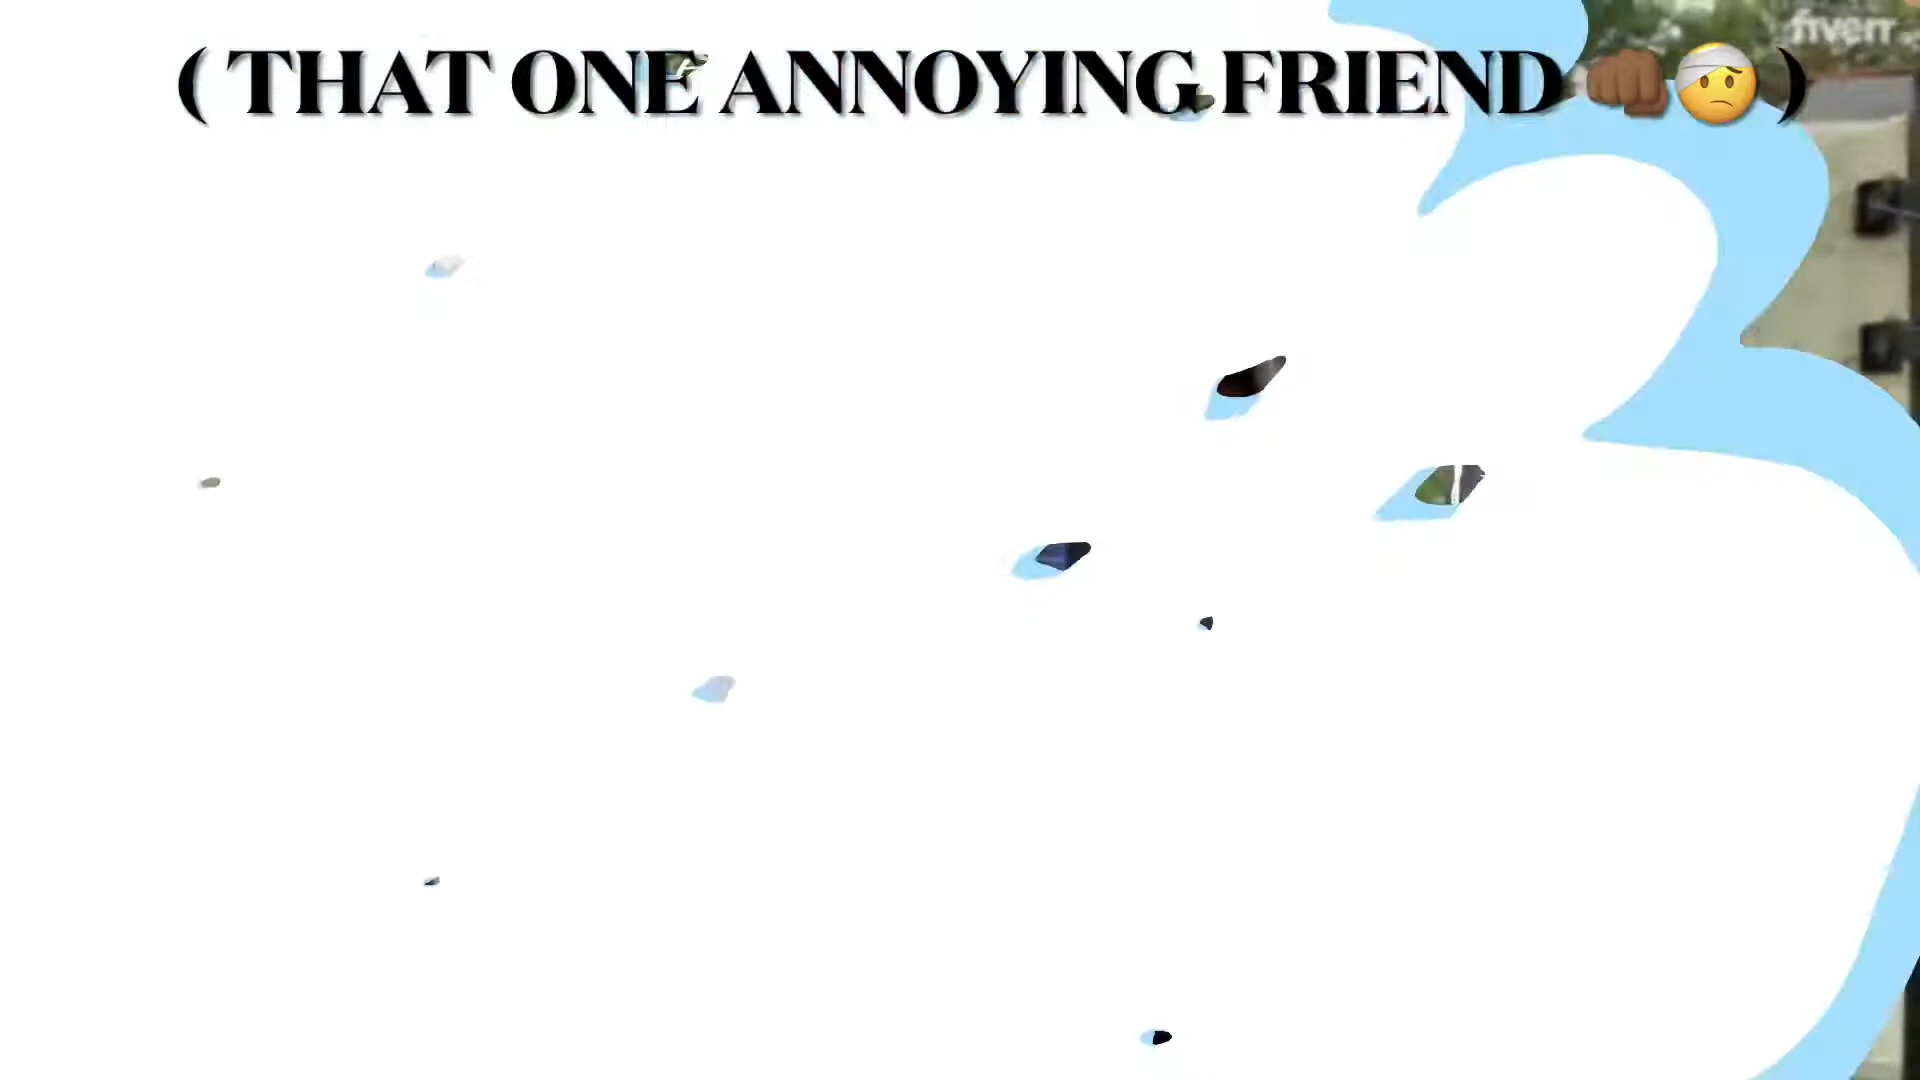 fiverr
( THAT ONE ANNOYING FRIEND 👊🏾🤕 )